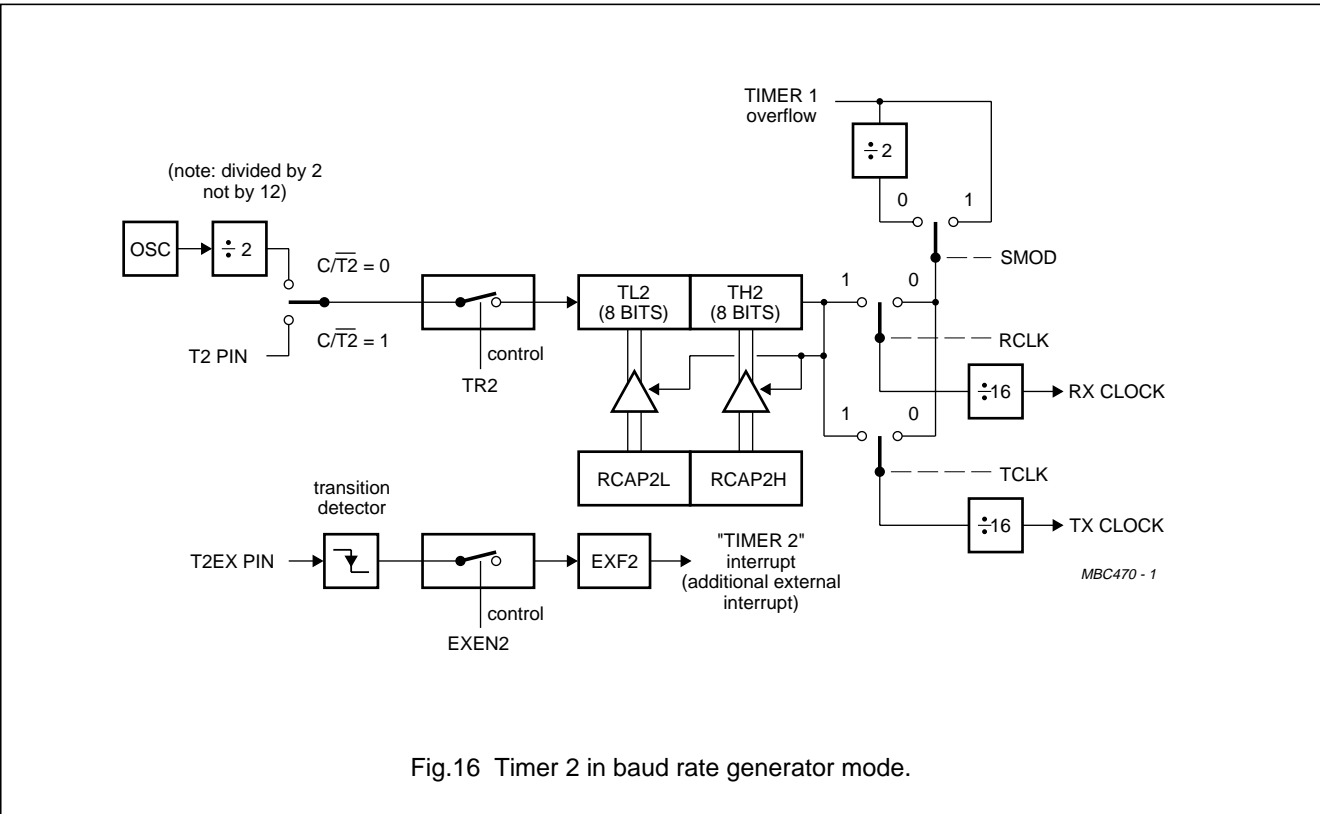 TIMER 1
overflow
÷ 2
0
1
SMOD
(note: divided by 2
not by 12)
OSC
÷ 2
C/T̅2̅ = 0
C/T̅2̅ = 1
T2 PIN
control
TR2
TL2
(8 BITS)
TH2
(8 BITS)
1
0
RCLK
÷16
RX CLOCK
1
0
TCLK
÷16
TX CLOCK
RCAP2L
RCAP2H
transition
detector
T2EX PIN
control
EXEN2
EXF2
"TIMER 2"
interrupt
(additional external
interrupt)
MBC470 - 1
Fig.16 Timer 2 in baud rate generator mode.